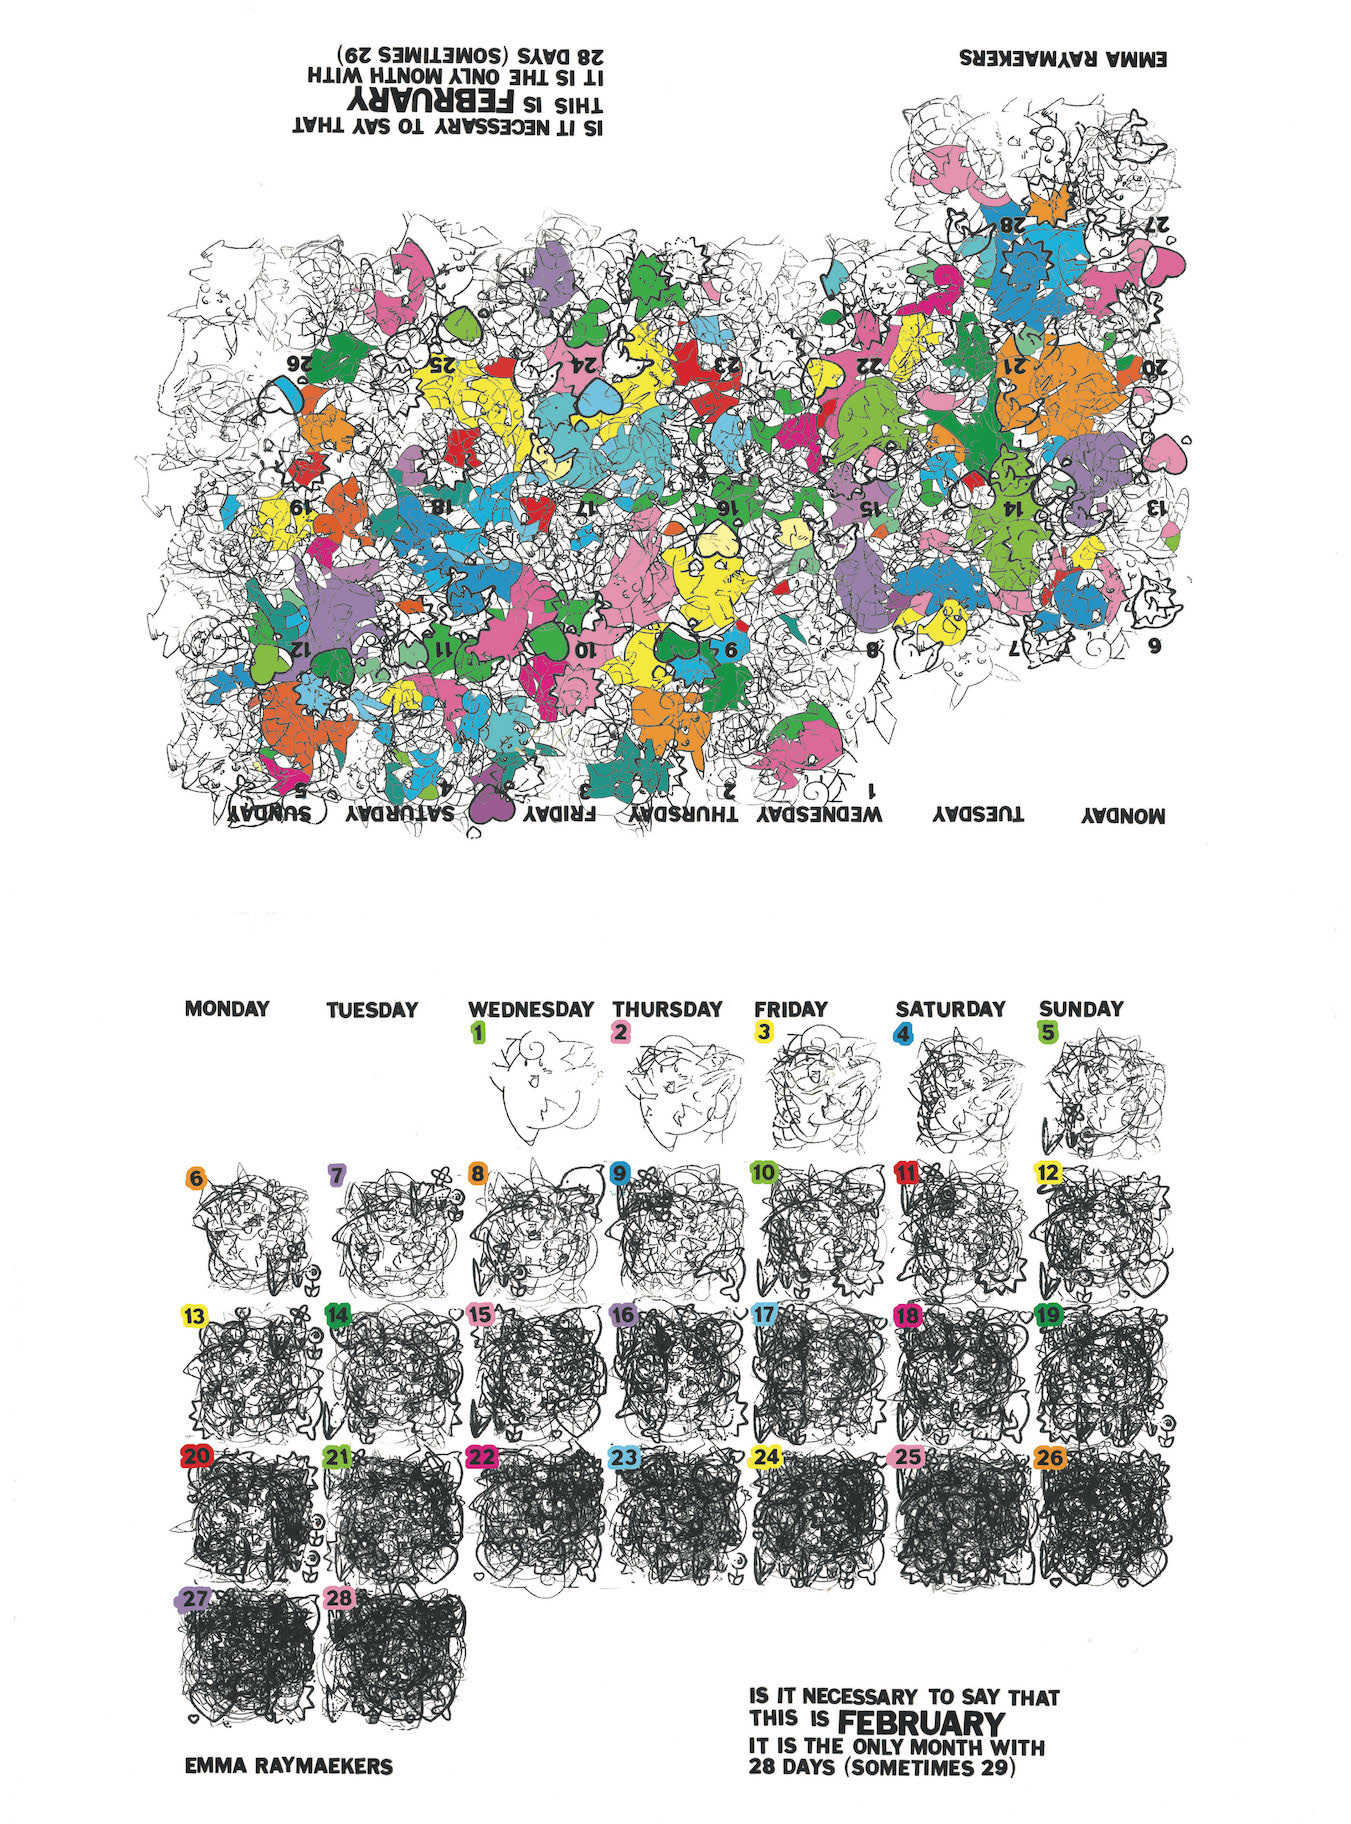 MONDAY TUESDAY WEDNESDAY THURSDAY FRIDAY SATURDAY SUNDAY
1 2 3 4 5
6 7 8 9 10 11 12
13 14 15 16 17 18 19
20 21 22 23 24 25 26
27 28
IS IT NECESSARY TO SAY THAT
THIS IS FEBRUARY
IT IS THE ONLY MONTH WITH
28 DAYS (SOMETIMES 29)
EMMA RAYMAEKERS
MONDAY TUESDAY WEDNESDAY THURSDAY FRIDAY SATURDAY SUNDAY
1 2 3 4 5
6 7 8 9 10 11 12
13 14 15 16 17 18 19
20 21 22 23 24 25 26
27 28
IS IT NECESSARY TO SAY THAT
THIS IS FEBRUARY
IT IS THE ONLY MONTH WITH
28 DAYS (SOMETIMES 29)
EMMA RAYMAEKERS